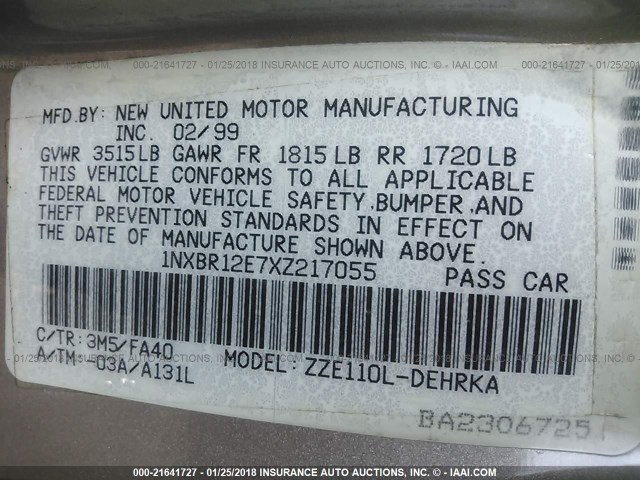 000-21641727 - 01/25/2018 INSURANCE AUTO AUCTIONS, INC. © - IAAI.COM
MFD.BY: NEW UNITED MOTOR MANUFACTURING
INC. 02/99
GVWR 3515LB GAWR FR 1815LB RR 1720LB
THIS VEHICLE CONFORMS TO ALL APPLICABLE
FEDERAL MOTOR VEHICLE SAFETY,BUMPER,AND
THEFT PREVENTION STANDARDS IN EFFECT ON
THE DATE OF MANUFACTURE SHOWN ABOVE.
1NXBR12E7XZ217055 PASS CAR
C/TR:3M5/FA40
A/TM:-03A/A131L MODEL: ZZE110L-DEHRKA
BA2306725
000-21641727 - 01/25/2018 INSURANCE AUTO AUCTIONS, INC. © - IAAI.COM